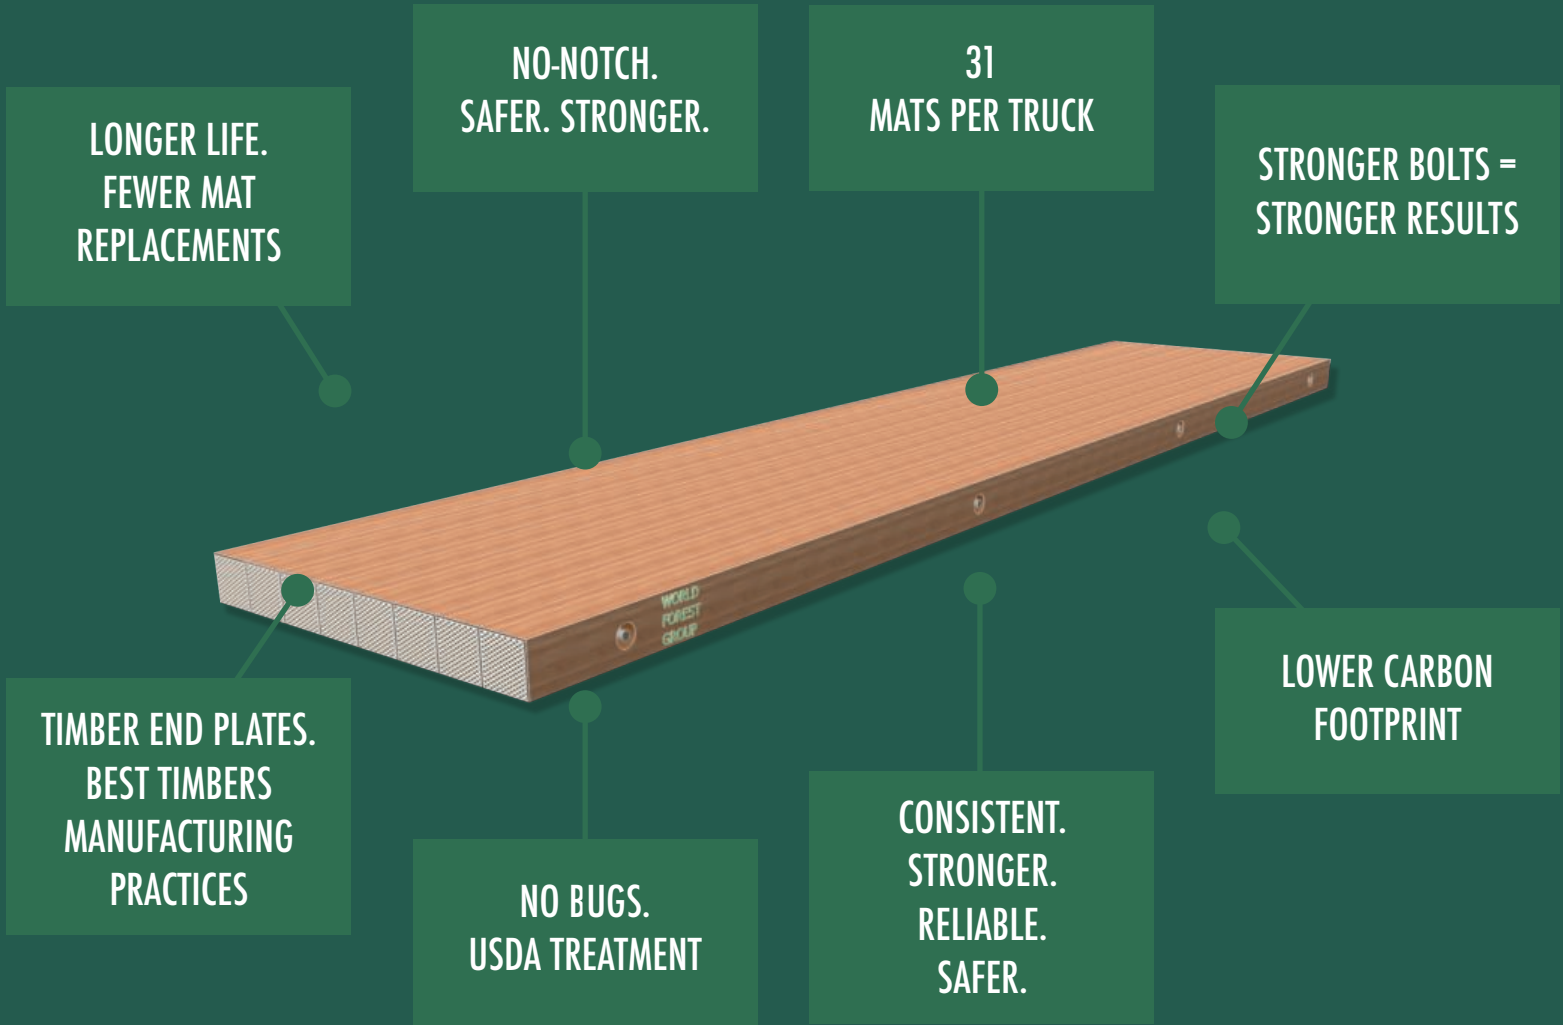 NO-NOTCH.
SAFER. STRONGER.
31
MATS PER TRUCK
LONGER LIFE.
FEWER MAT
REPLACEMENTS
STRONGER BOLTS =
STRONGER RESULTS
WORLD
FOREST
GROUP
TIMBER END PLATES.
BEST TIMBERS
MANUFACTURING
PRACTICES
NO BUGS.
USDA TREATMENT
CONSISTENT.
STRONGER.
RELIABLE.
SAFER.
LOWER CARBON
FOOTPRINT